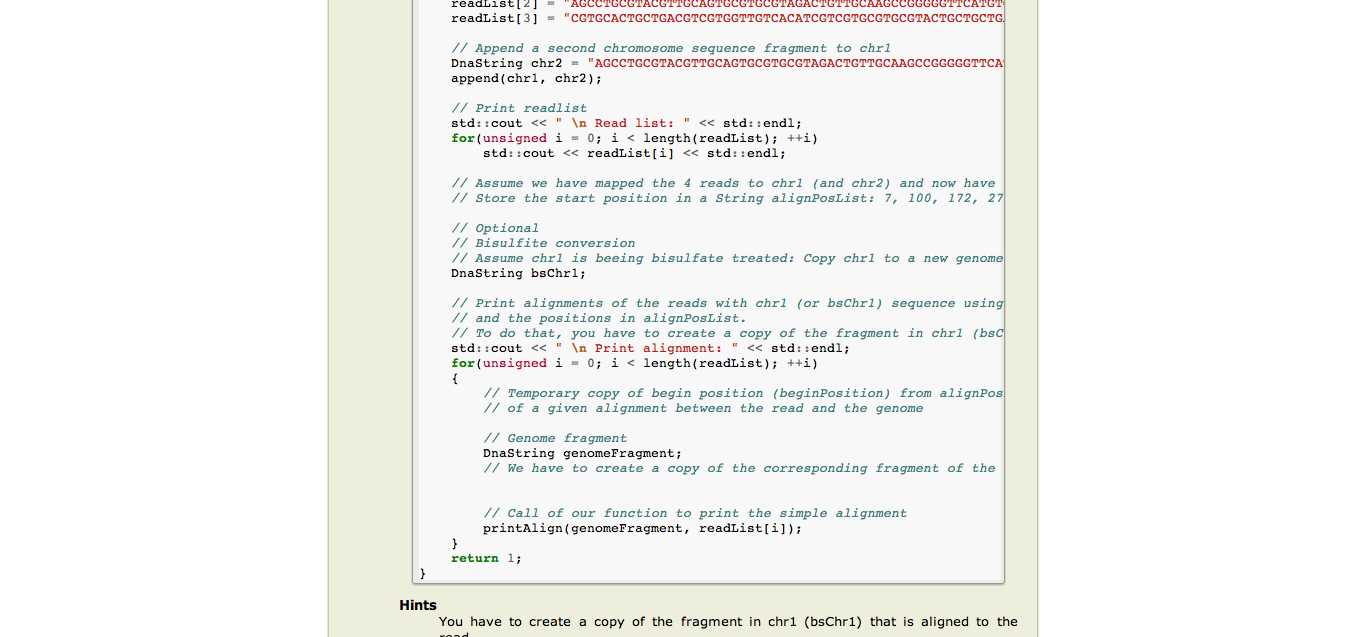 readList[2] = "AGCCTGCGTACGTTGCAGTGCGTGCGTAGACTGTTGCAAGCCGGGGGTTCATGT
readList[3] = "CGTGCACTGCTGACGTCGTGGTTGTCACATCGTCGTGCGTGCGTACTGCTGCTG
// Append a second chromosome sequence fragment to chr1
DnaString chr2 = "AGCCTGCGTACGTTGCAGTGCGTGCGTAGACTGTTGCAAGCCGGGGGTTCA
append(chr1, chr2);
// Print readlist
std::cout << " \n Read list: " << std::endl;
for(unsigned i = 0; i < length(readList); ++i)
std::cout << readList[i] << std::endl;
// Assume we have mapped the 4 reads to chr1 (and chr2) and now have
// Store the start position in a String alignPosList: 7, 100, 172, 27
// Optional
// Bisulfite conversion
// Assume chr1 is beeing bisulfate treated: Copy chr1 to a new genome
DnaString bsChr1;
// Print alignments of the reads with chr1 (or bsChr1) sequence using
// and the positions in alignPosList.
// To do that, you have to create a copy of the fragment in chr1 (bsC
std::cout << " \n Print alignment: " << std::endl;
for(unsigned i = 0; i < length(readList); ++i)
{
// Temporary copy of begin position (beginPosition) from alignPos
// of a given alignment between the read and the genome
// Genome fragment
DnaString genomeFragment;
// We have to create a copy of the corresponding fragment of the
// Call of our function to print the simple alignment
printAlign(genomeFragment, readList[i]);
}
return 1;
}
Hints
You have to create a copy of the fragment in chr1 (bsChr1) that is aligned to the
read.